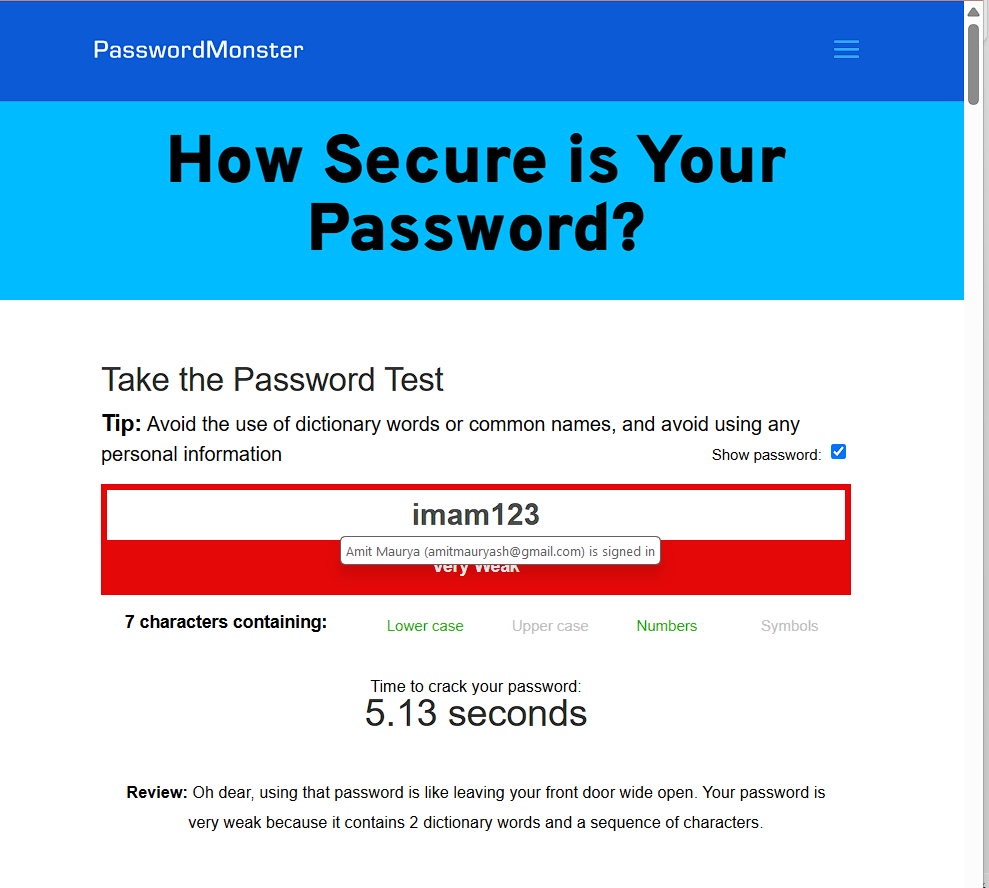 PasswordMonster
How Secure is Your
Password?
Take the Password Test
Tip: Avoid the use of dictionary words or common names, and avoid using any
personal information
Show password:
imam123
Amit Maurya (amitmauryash@gmail.com) is signed in
Very Weak
7 characters containing: Lower case Upper case Numbers Symbols
Time to crack your password:
5.13 seconds
Review: Oh dear, using that password is like leaving your front door wide open. Your password is
very weak because it contains 2 dictionary words and a sequence of characters.